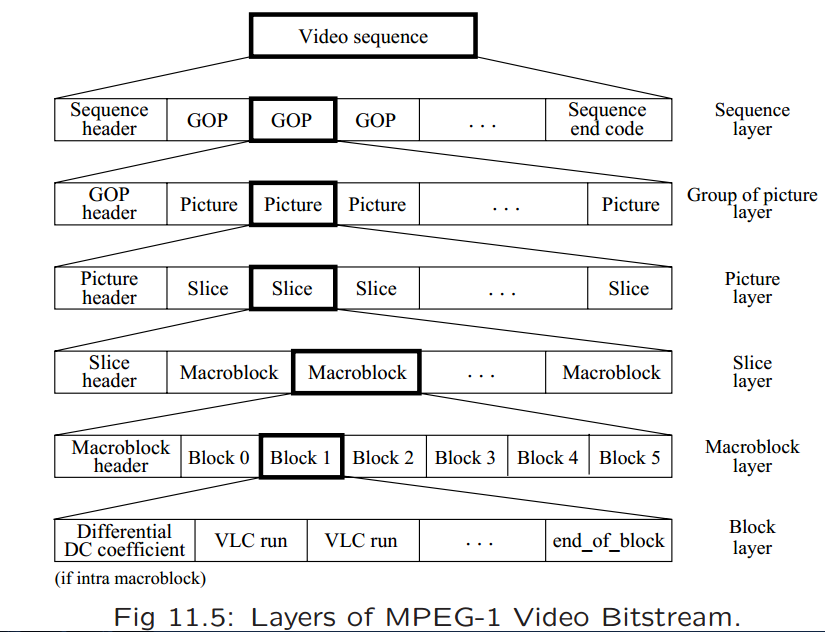 Video sequence
Sequence header GOP GOP GOP . . . Sequence end code Sequence layer
GOP header Picture Picture Picture . . . Picture Group of picture layer
Picture header Slice Slice Slice . . . Slice Picture layer
Slice header Macroblock Macroblock . . . Macroblock Slice layer
Macroblock header Block 0 Block 1 Block 2 Block 3 Block 4 Block 5 Macroblock layer
Differential DC coefficient VLC run VLC run . . . end_of_block Block layer
(if intra macroblock)
Fig 11.5: Layers of MPEG-1 Video Bitstream.